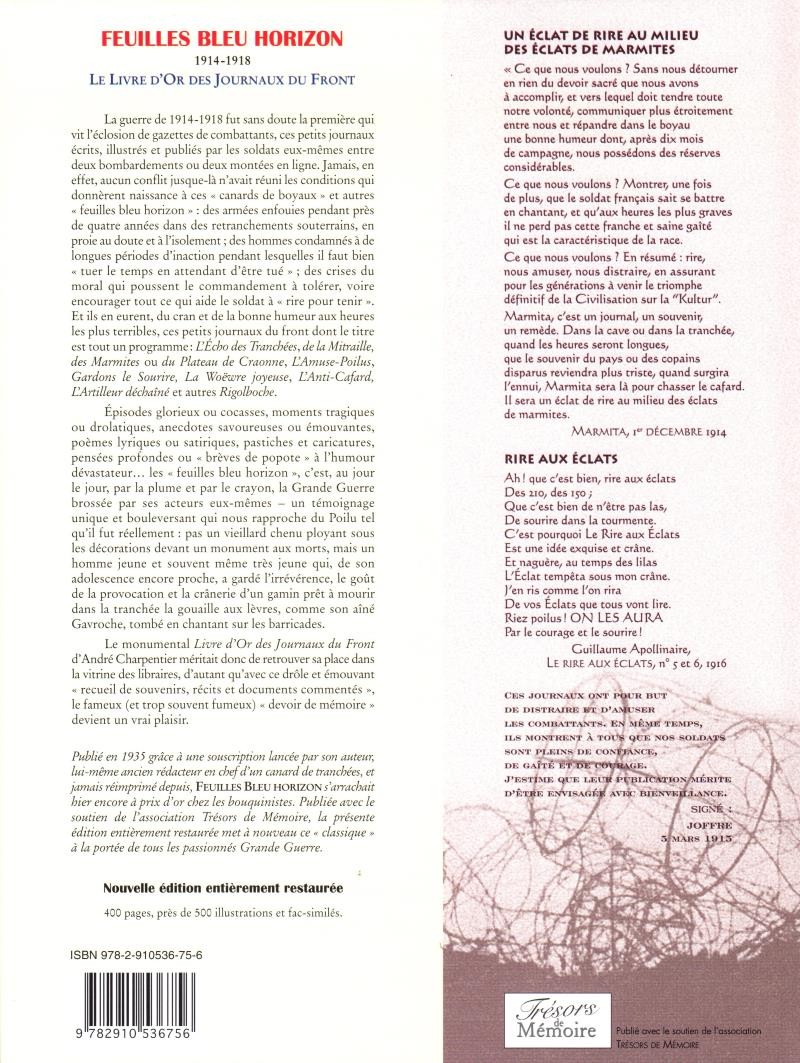 FEUILLES BLEU HORIZON
1914-1918
LE LIVRE D'OR DES JOURNAUX DU FRONT
La guerre de 1914-1918 fut sans doute la première qui
vit l'éclosion de gazettes de combattants, ces petits journaux
écrits, illustrés et publiés par les soldats eux-mêmes entre
deux bombardements ou deux montées en ligne. Jamais, en
effet, aucun conflit jusque-là n'avait réuni les conditions qui
donnèrent naissance à ces « canards de boyaux » et autres
« feuilles bleu horizon » : des armées enfouies pendant près
de quatre années dans des retranchements souterrains, en
proie au doute et à l'isolement ; des hommes condamnés à de
longues périodes d'inaction pendant lesquelles il faut bien
« tuer le temps en attendant d'être tué » ; des crises du
moral qui poussent le commandement à tolérer, voire
encourager tout ce qui aide le soldat à « rire pour tenir ».
Et ils en eurent, du cran et de la bonne humeur aux heures
les plus terribles, ces petits journaux du front dont le titre
est tout un programme : L'Écho des Tranchées, de la Mitraille,
des Marmites ou du Plateau de Craonne, L'Amuse-Poilus,
Gardons le Sourire, La Woëwre joyeuse, L'Anti-Cafard,
L'Artilleur déchaîné et autres Rigolboche.
Épisodes glorieux ou cocasses, moments tragiques
ou drolatiques, anecdotes savoureuses ou émouvantes,
poèmes lyriques ou satiriques, pastiches et caricatures,
pensées profondes ou « brèves de popote » à l'humour
dévastateur… les « feuilles bleu horizon », c'est, au jour
le jour, par la plume et par le crayon, la Grande Guerre
brossée par ses acteurs eux-mêmes – un témoignage
unique et bouleversant qui nous rapproche du Poilu tel
qu'il fut réellement : pas un vieillard chenu ployant sous
les décorations devant un monument aux morts, mais un
homme jeune et souvent même très jeune qui, de son
adolescence encore proche, a gardé l'irrévérence, le goût
de la provocation et la crânerie d'un gamin prêt à mourir
dans la tranchée la gouaille aux lèvres, comme son aîné
Gavroche, tombé en chantant sur les barricades.
Le monumental Livre d'Or des Journaux du Front
d'André Charpentier méritait donc de retrouver sa place dans
la vitrine des libraires, d'autant qu'avec ce drôle et émouvant
« recueil de souvenirs, récits et documents commentés »,
le fameux (et trop souvent fumeux) « devoir de mémoire »
devient un vrai plaisir.
Publié en 1935 grâce à une souscription lancée par son auteur,
lui-même ancien rédacteur en chef d'un canard de tranchées, et
jamais réimprimé depuis, FEUILLES BLEU HORIZON s'arrachait
hier encore à prix d'or chez les bouquinistes. Publiée avec le
soutien de l'association Trésors de Mémoire, la présente
édition entièrement restaurée met à nouveau ce « classique »
à la portée de tous les passionnés Grande Guerre.
Nouvelle édition entièrement restaurée
400 pages, près de 500 illustrations et fac-similés.
ISBN 978-2-910536-75-6
9 782910 536756
UN ÉCLAT DE RIRE AU MILIEU
DES ÉCLATS DE MARMITES
« Ce que nous voulons ? Sans nous détourner
en rien du devoir sacré que nous avons
à accomplir, et vers lequel doit tendre toute
notre volonté, communiquer plus étroitement
entre nous et répandre dans le boyau
une bonne humeur dont, après dix mois
de campagne, nous possédons des réserves
considérables.
Ce que nous voulons ? Montrer, une fois
de plus, que le soldat français sait se battre
en chantant, et qu'aux heures les plus graves
il ne perd pas cette franche et saine gaîté
qui est la caractéristique de la race.
Ce que nous voulons ? En résumé : rire,
nous amuser, nous distraire, en assurant
pour les générations à venir le triomphe
définitif de la Civilisation sur la "Kultur".
Marmita, c'est un journal, un souvenir,
un remède. Dans la cave ou dans la tranchée,
quand les heures seront longues,
que le souvenir du pays ou des copains
disparus reviendra plus triste, quand surgira
l'ennui, Marmita sera là pour chasser le cafard.
Il sera un éclat de rire au milieu des éclats
de marmites.
MARMITA, 1er DÉCEMBRE 1914
RIRE AUX ÉCLATS
Ah ! que c'est bien, rire aux éclats
Des 210, des 150 ;
Que c'est bien de n'être pas las,
De sourire dans la tourmente.
C'est pourquoi Le Rire aux Éclats
Est une idée exquise et crâne.
Et naguère, au temps des lilas
L'Éclat tempêta sous mon crâne.
J'en ris comme l'on rira
De vos Éclats que tous vont lire.
Riez poilus ! ON LES AURA
Par le courage et le sourire !
Guillaume Apollinaire,
LE RIRE AUX ÉCLATS, n° 5 et 6, 1916
CES JOURNAUX ONT POUR BUT
DE DISTRAIRE ET D'AMUSER
LES COMBATTANTS. EN MÊME TEMPS,
ILS MONTRENT À TOUS QUE NOS SOLDATS
SONT PLEINS DE CONFIANCE,
DE GAÎTÉ ET DE COURAGE.
J'ESTIME QUE LEUR PUBLICATION MÉRITE
D'ÊTRE ENVISAGÉE AVEC BIENVEILLANCE.
SIGNÉ :
JOFFRE
5 MARS 1915
Trésors
de
Mémoire
Publié avec le soutien de l'association
TRÉSORS DE MÉMOIRE